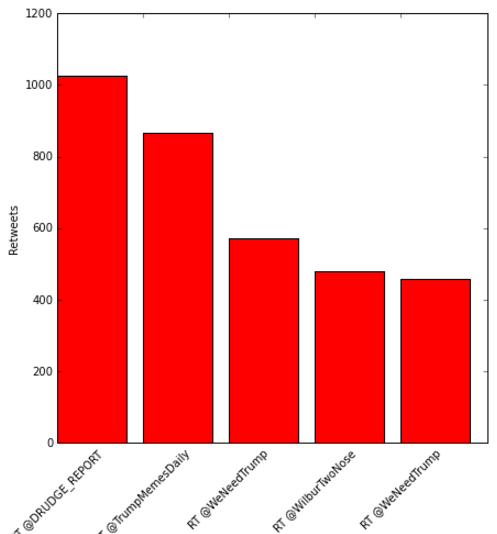 1200
1000
800
600
400
200
0
Retweets
T @DRUDGE_REPORT
T @TrumpMemesDaily
RT @WeNeedTrump
RT @WilburTwoNose
RT @WeNeedTrump